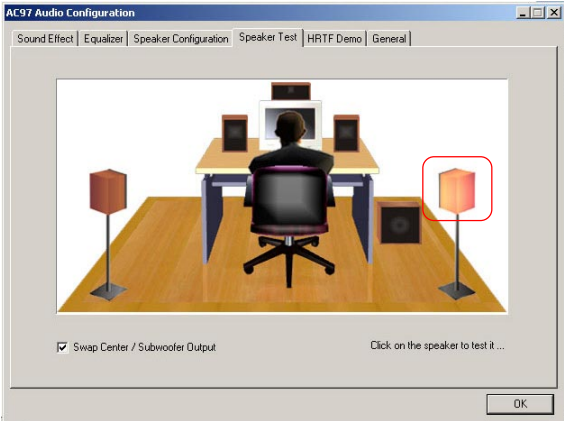 AC97 Audio Configuration
Sound Effect Equalizer Speaker Configuration Speaker Test HRTF Demo General
Swap Center / Subwoofer Output
Click on the speaker to test it ...
OK